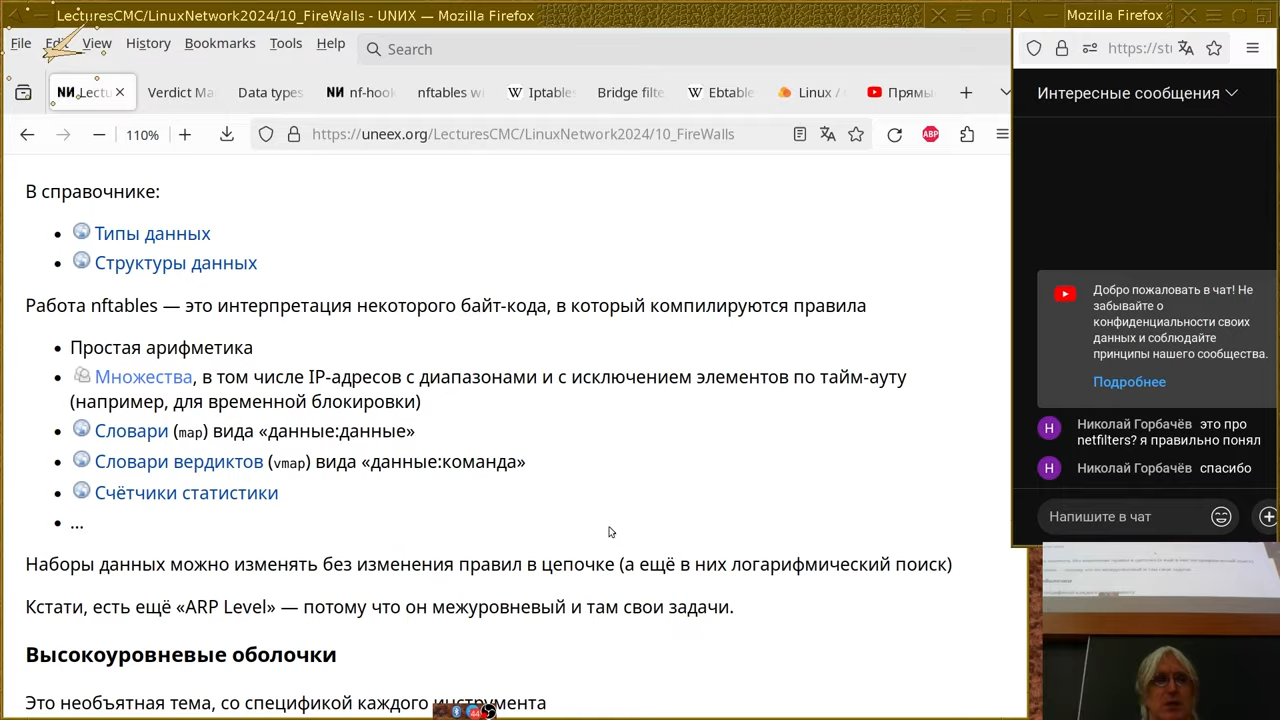 LecturesCMC/LinuxNetwork2024/10_FireWalls - UNИX — Mozilla Firefox
Mozilla Firefox
File Edit View History Bookmarks Tools Help
Search
https://stu
Lectu
Verdict Ma
Data types
nf-hook
nftables wi
Iptable
Bridge filte
Ebtable
Linux /
Прямы
Интересные сообщения
110%
https://uneex.org/LecturesCMC/LinuxNetwork2024/10_FireWalls
ABP
В справочнике:
Типы данных
Структуры данных
Работа nftables — это интерпретация некоторого байт-кода, в который компилируются правила
Простая арифметика
Множества, в том числе IP-адресов с диапазонами и с исключением элементов по тайм-ауту
(например, для временной блокировки)
Словари (map) вида «данные:данные»
Словари вердиктов (vmap) вида «данные:команда»
Счётчики статистики
...
Наборы данных можно изменять без изменения правил в цепочке (а ещё в них логарифмический поиск)
Кстати, есть ещё «ARP Level» — потому что он межуровневый и там свои задачи.
Высокоуровневые оболочки
Это необъятная тема, со спецификой каждого инструмента
Добро пожаловать в чат! Не
забывайте о
конфиденциальности своих
данных и соблюдайте
принципы нашего сообщества.
Подробнее
Н Николай Горбачёв это про
netfilters? я правильно понял
Н Николай Горбачёв спасибо
Напишите в чат